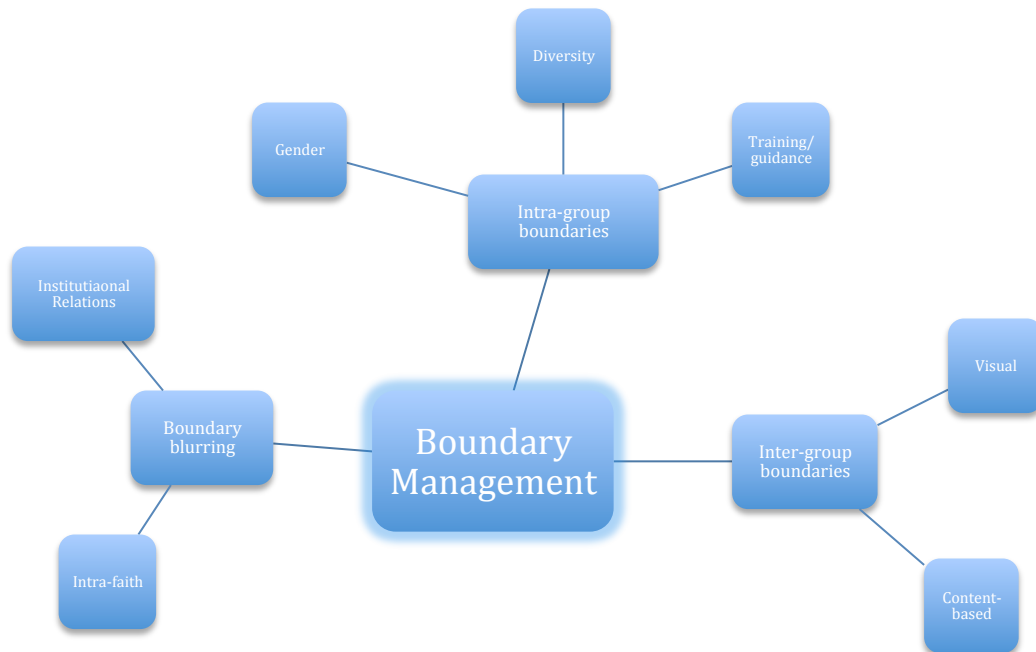 Diversity
Gender
Training/
guidance
Intra-group
boundaries
Institutiaonal
Relations
Visual
Boundary
blurring
Boundary
Management
Inter-group
boundaries
Intra-faith
Content-
based